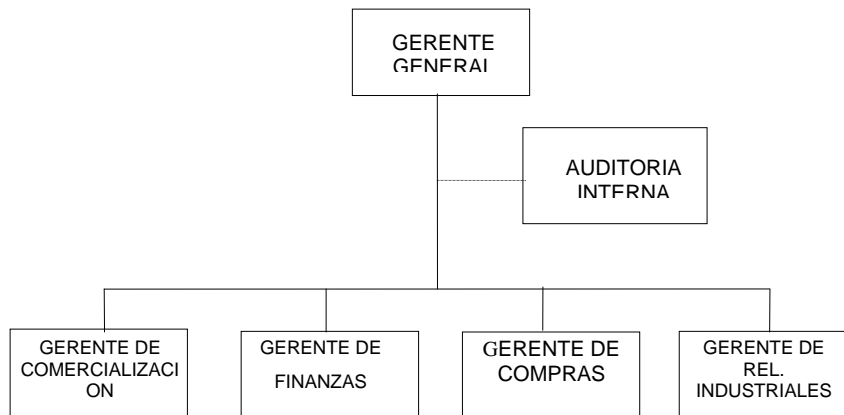 GERENTE
GENERAL
AUDITORIA
INTERNA
GERENTE DE
COMERCIALIZACI
ON
GERENTE DE
FINANZAS
GERENTE DE
COMPRAS
GERENTE DE
REL.
INDUSTRIALES